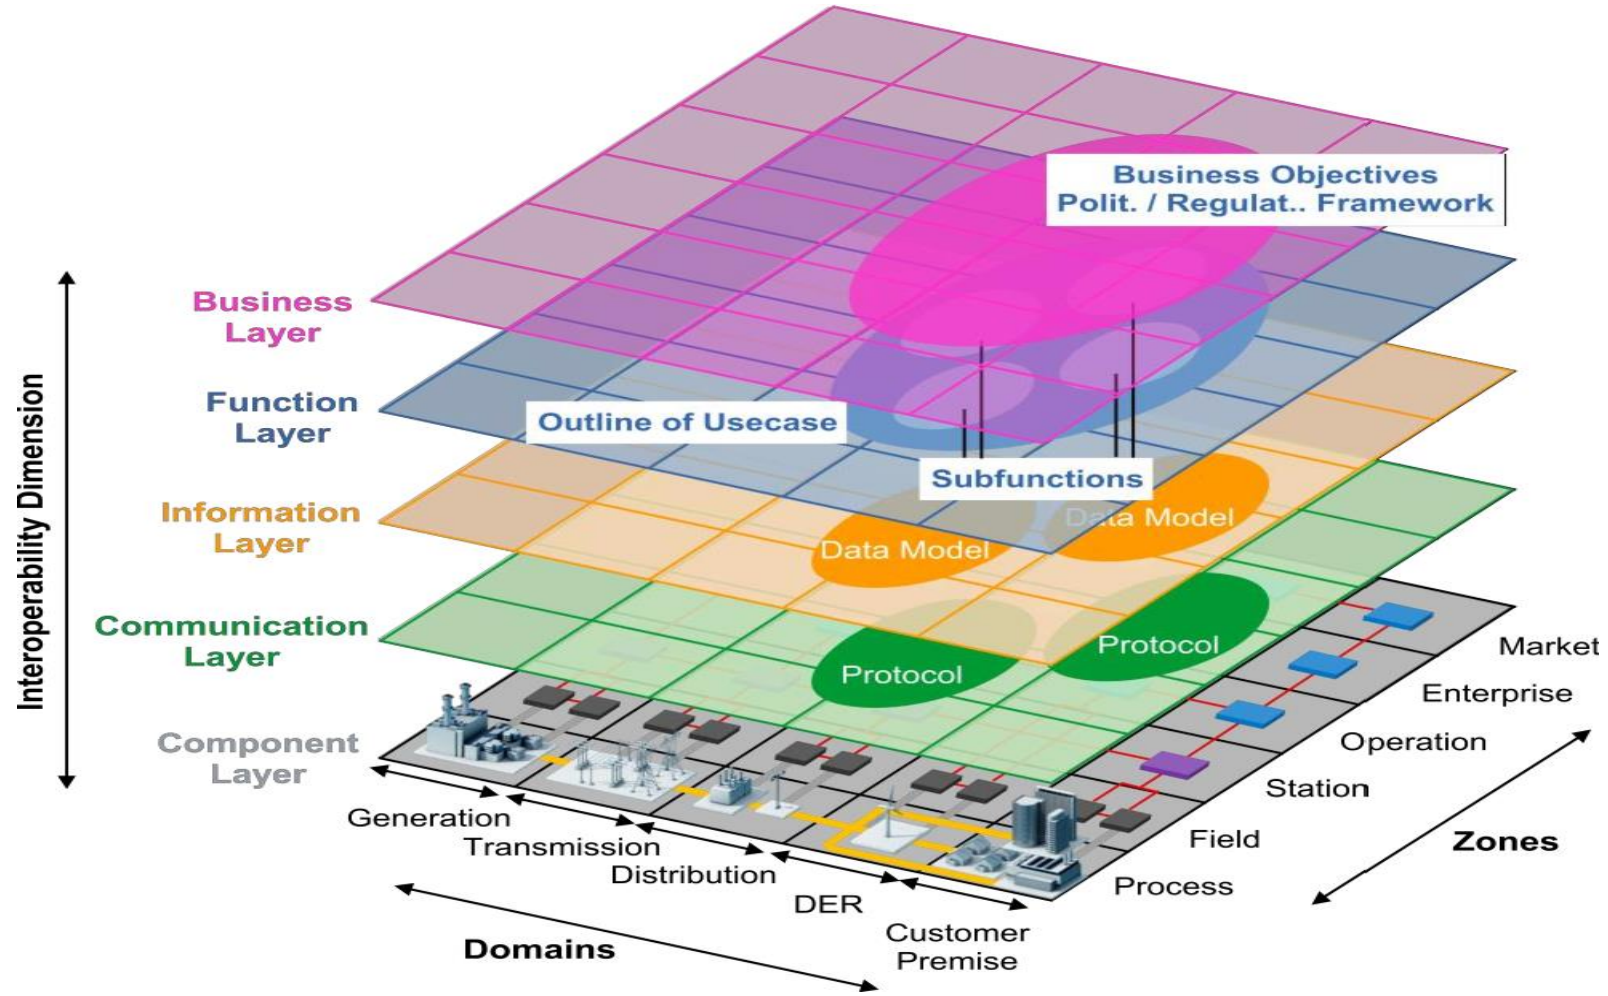 Business Objectives
Polit. / Regulat.. Framework
Business
Layer
Function
Layer
Outline of Usecase
Subfunctions
Information
Layer
Data Model
Data Model
Communication
Layer
Protocol
Protocol
Component
Layer
Interoperability Dimension
Generation
Transmission
Distribution
DER
Customer
Premise
Domains
Market
Enterprise
Operation
Station
Field
Process
Zones